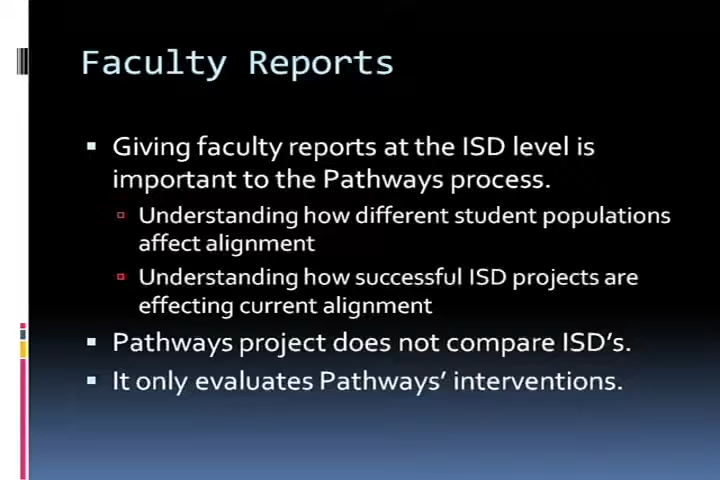 Faculty Reports
Giving faculty reports at the ISD level is
important to the Pathways process.
Understanding how different student populations
affect alignment
Understanding how successful ISD projects are
effecting current alignment
Pathways project does not compare ISD's.
It only evaluates Pathways' interventions.